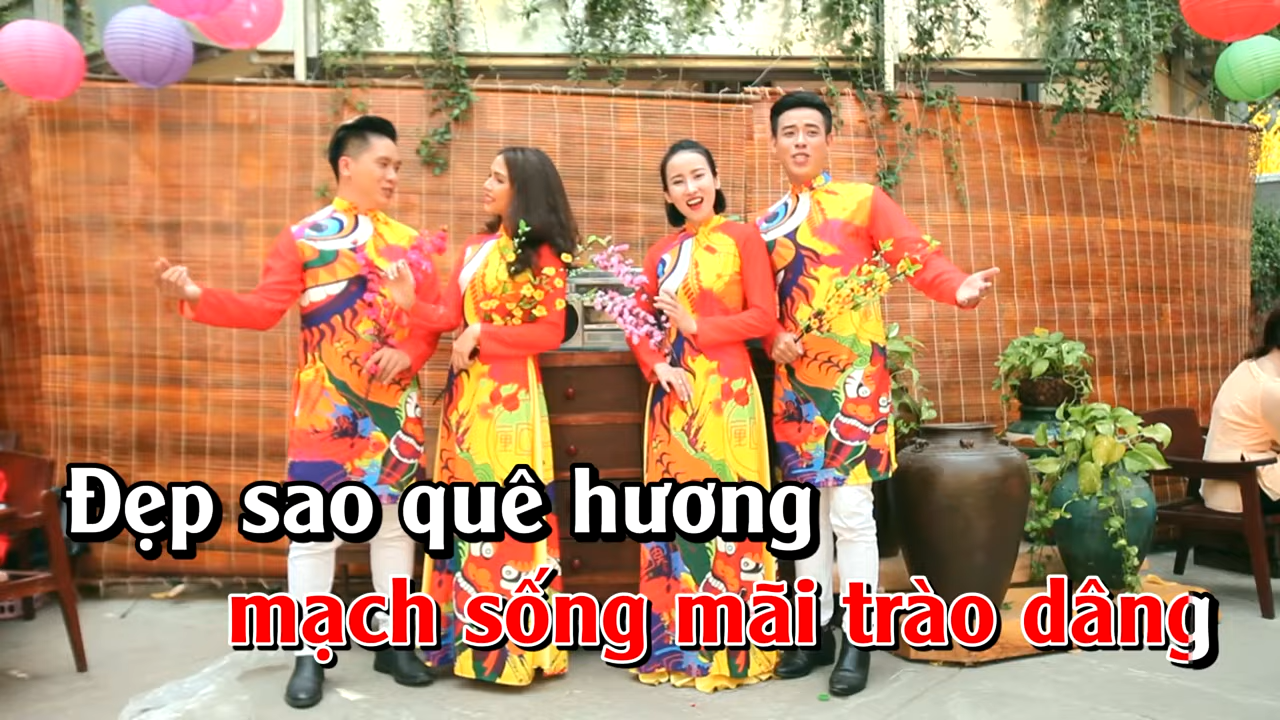 Đẹp sao quê hương
mạch sống mãi trào dâng